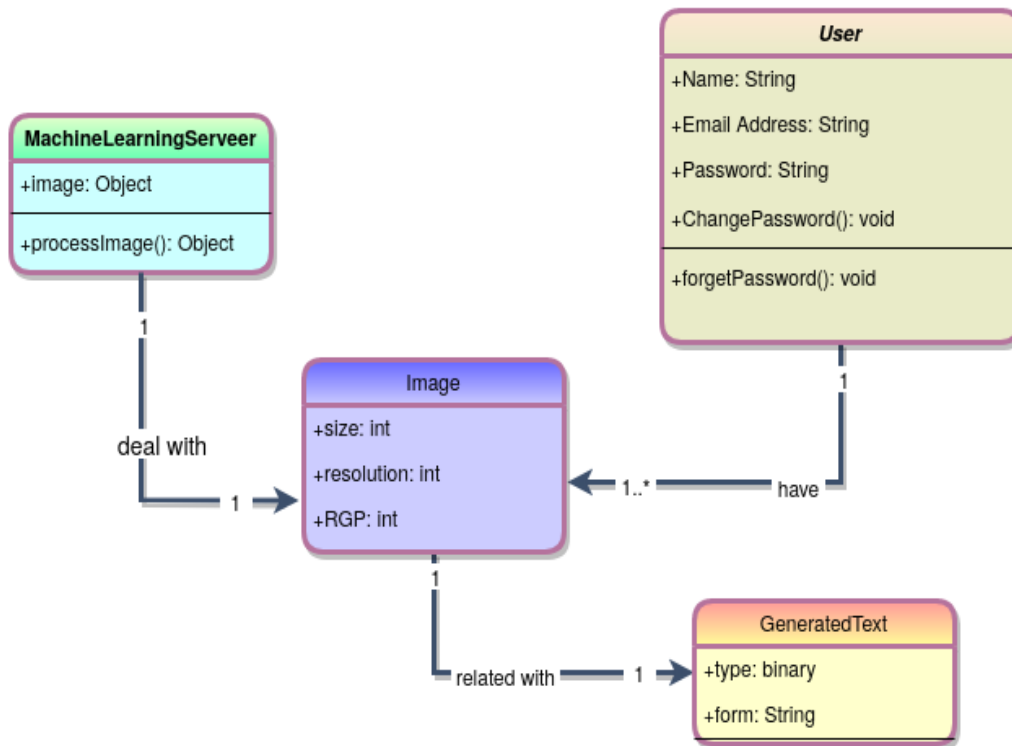 User
+Name: String
+Email Address: String
+Password: String
+ChangePassword(): void
+forgetPassword(): void
1
MachineLearningServeer
+image: Object
+processImage(): Object
1
deal with
1
Image
+size: int
+resolution: int
+RGP: int
1..*
have
1
related with
1
GeneratedText
+type: binary
+form: String